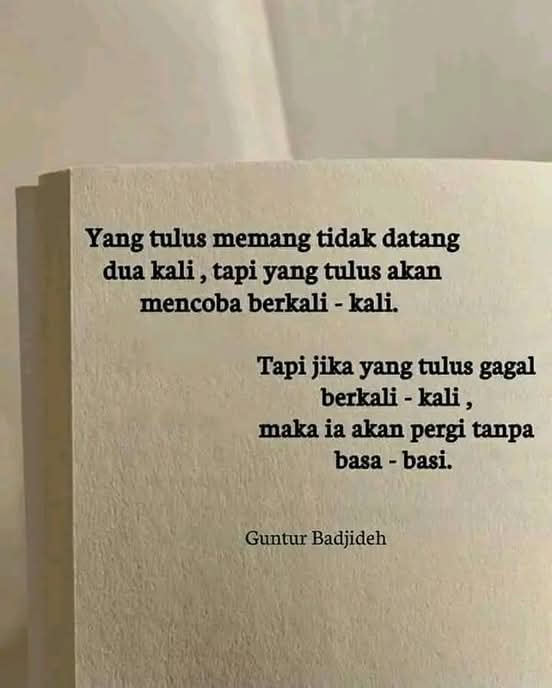 Yang tulus memang tidak datang
dua kali , tapi yang tulus akan
mencoba berkali - kali.
Tapi jika yang tulus gagal
berkali - kali ,
maka ia akan pergi tanpa
basa - basi.
Guntur Badjideh